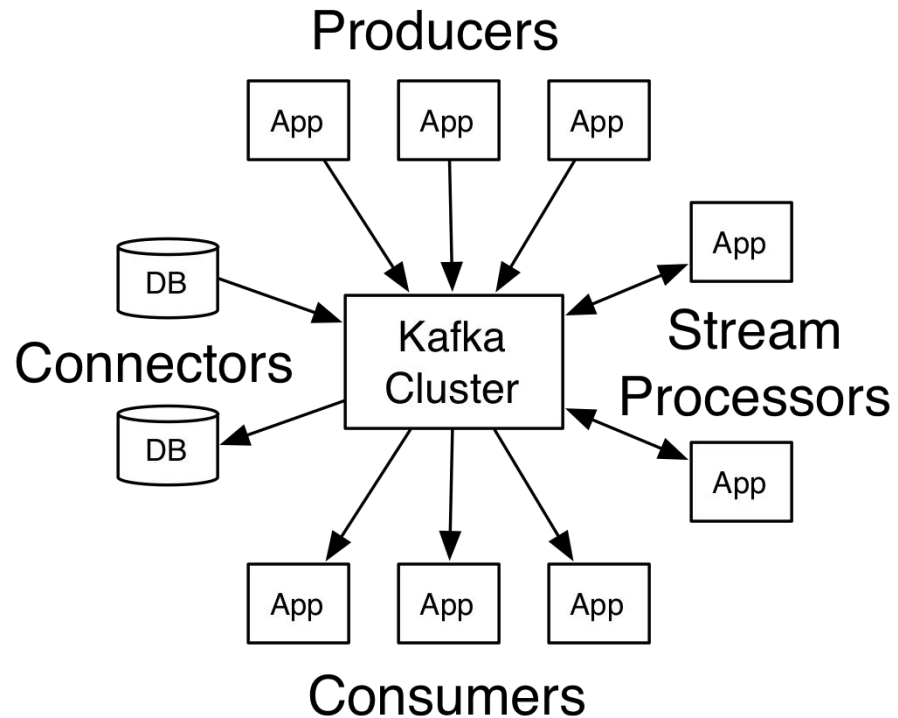 Producers
App
App
App
App
DB
Kafka
Cluster
Stream
Processors
Connectors
DB
App
App
App
App
Consumers